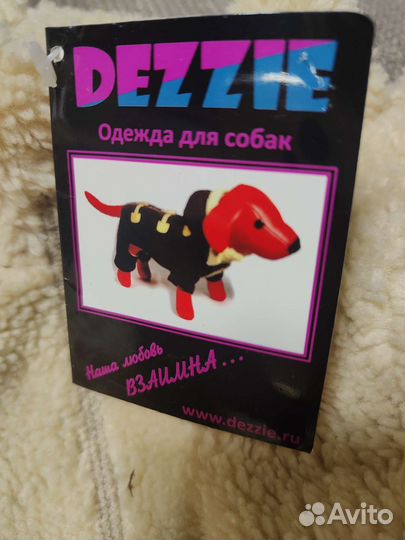 DEZZIE
Одежда для собак
Наша любовь
ВЗАИМНА...
www.dezzie.ru
Avito